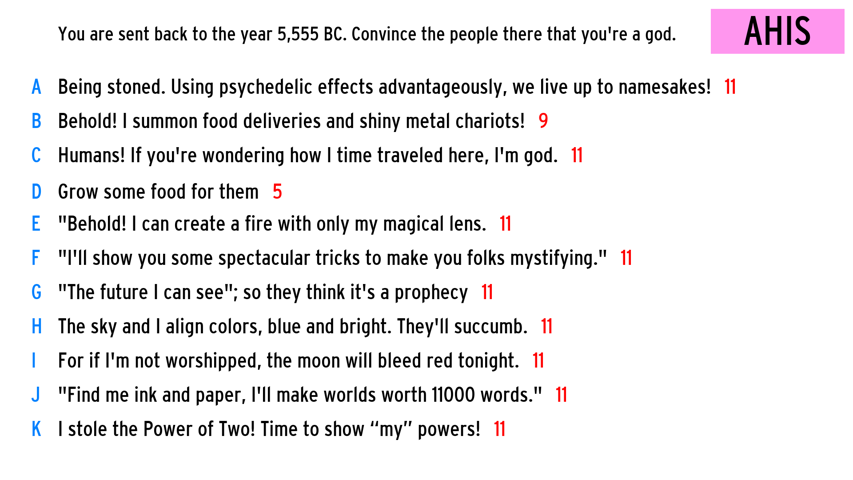 You are sent back to the year 5,555 BC. Convince the people there that you're a god.
AHIS
A Being stoned. Using psychedelic effects advantageously, we live up to namesakes! 11
B Behold! I summon food deliveries and shiny metal chariots! 9
C Humans! If you're wondering how I time traveled here, I'm god. 11
D Grow some food for them 5
E "Behold! I can create a fire with only my magical lens. 11
F "I'll show you some spectacular tricks to make you folks mystifying." 11
G "The future I can see"; so they think it's a prophecy 11
H The sky and I align colors, blue and bright. They'll succumb. 11
I For if I'm not worshipped, the moon will bleed red tonight. 11
J "Find me ink and paper, I'll make worlds worth 11000 words." 11
K I stole the Power of Two! Time to show “my” powers! 11